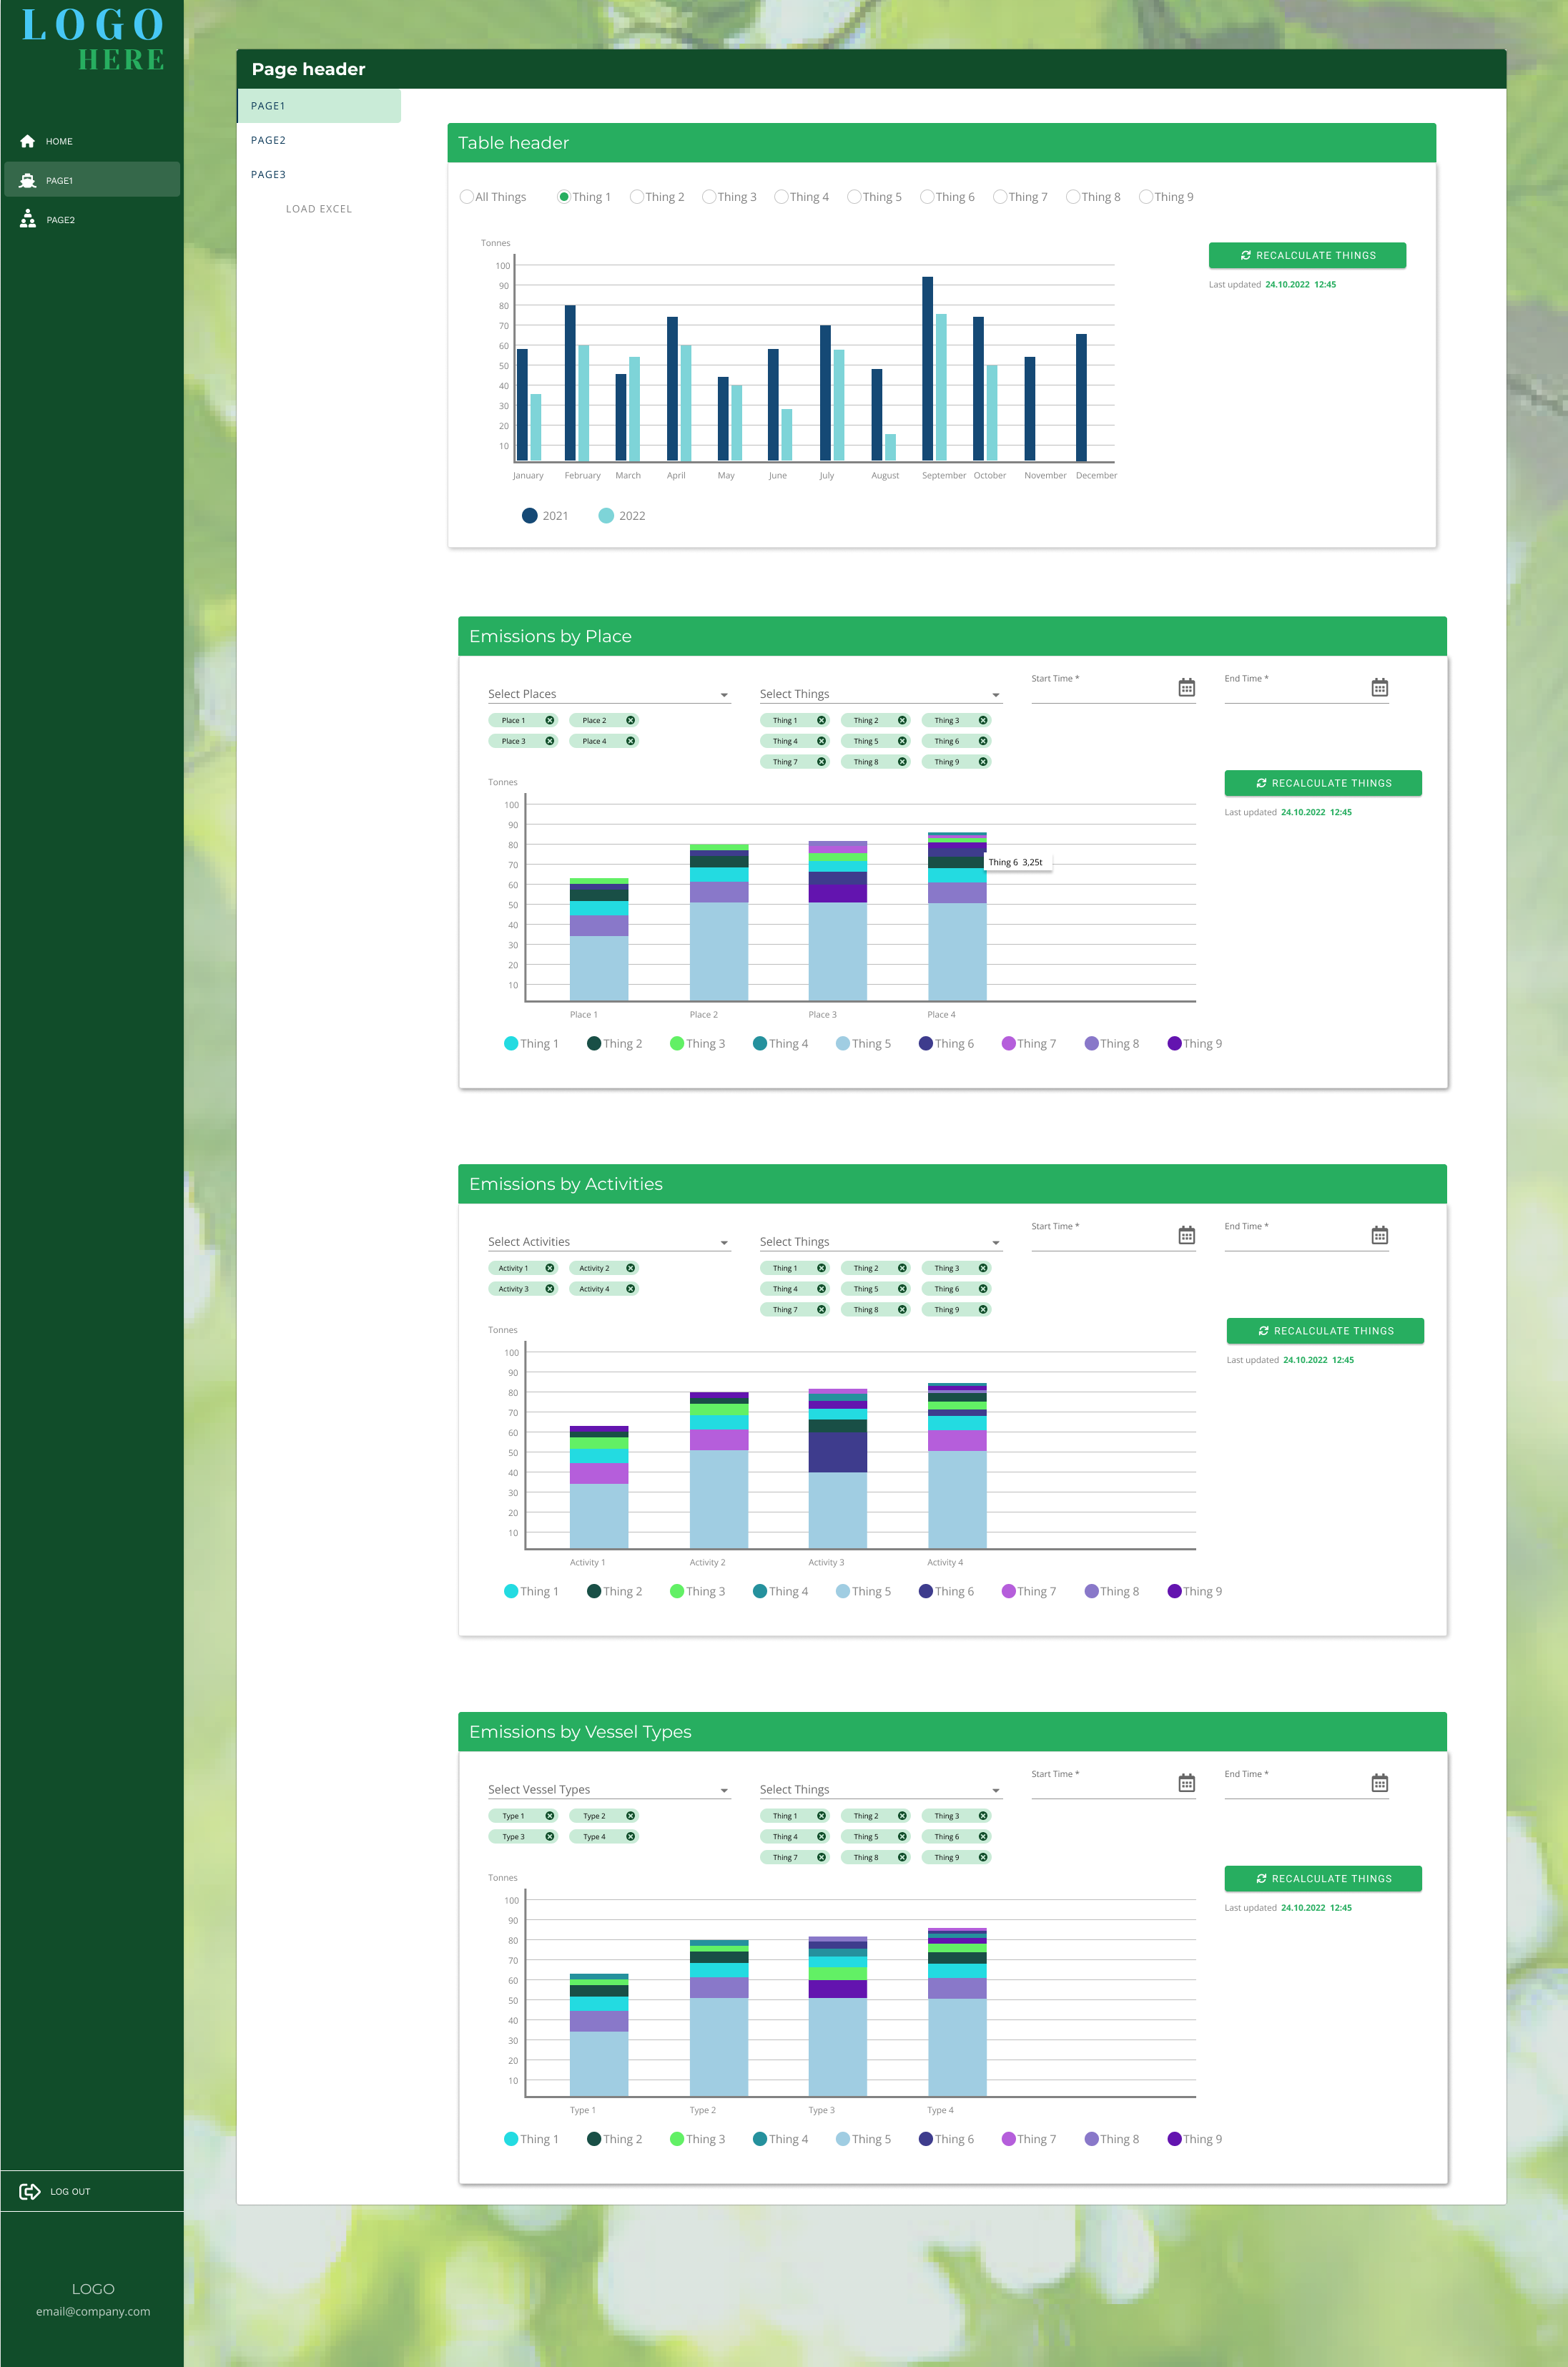 LOGO
HERE
HOME
PAGE1
PAGE2
Page header
PAGE1
PAGE2
PAGE3
LOAD EXCEL
Table header
All Things Thing 1 Thing 2 Thing 3 Thing 4 Thing 5 Thing 6 Thing 7 Thing 8 Thing 9
Tonnes
RECALCULATE THINGS
Last updated 24.10.2022 12:45
100
90
80
70
60
50
40
30
20
10
January February March April May June July August September October November December
2021 2022
Emissions by Place
Start Time * End Time *
Select Places Select Things
Place 1 Place 2 Thing 1 Thing 2 Thing 3
Place 3 Place 4 Thing 4 Thing 5 Thing 6
Thing 7 Thing 8 Thing 9
Tonnes
RECALCULATE THINGS
Last updated 24.10.2022 12:45
100
90
80
70
60
50
40
30
20
10
Thing 6 3,25t
Place 1 Place 2 Place 3 Place 4
Thing 1 Thing 2 Thing 3 Thing 4 Thing 5 Thing 6 Thing 7 Thing 8 Thing 9
Emissions by Activities
Start Time * End Time *
Select Activities Select Things
Activity 1 Activity 2 Thing 1 Thing 2 Thing 3
Activity 3 Activity 4 Thing 4 Thing 5 Thing 6
Thing 7 Thing 8 Thing 9
Tonnes
RECALCULATE THINGS
Last updated 24.10.2022 12:45
100
90
80
70
60
50
40
30
20
10
Activity 1 Activity 2 Activity 3 Activity 4
Thing 1 Thing 2 Thing 3 Thing 4 Thing 5 Thing 6 Thing 7 Thing 8 Thing 9
Emissions by Vessel Types
Start Time * End Time *
Select Vessel Types Select Things
Type 1 Type 2 Thing 1 Thing 2 Thing 3
Type 3 Type 4 Thing 4 Thing 5 Thing 6
Thing 7 Thing 8 Thing 9
Tonnes
RECALCULATE THINGS
Last updated 24.10.2022 12:45
100
90
80
70
60
50
40
30
20
10
Type 1 Type 2 Type 3 Type 4
Thing 1 Thing 2 Thing 3 Thing 4 Thing 5 Thing 6 Thing 7 Thing 8 Thing 9
LOG OUT
LOGO
email@company.com